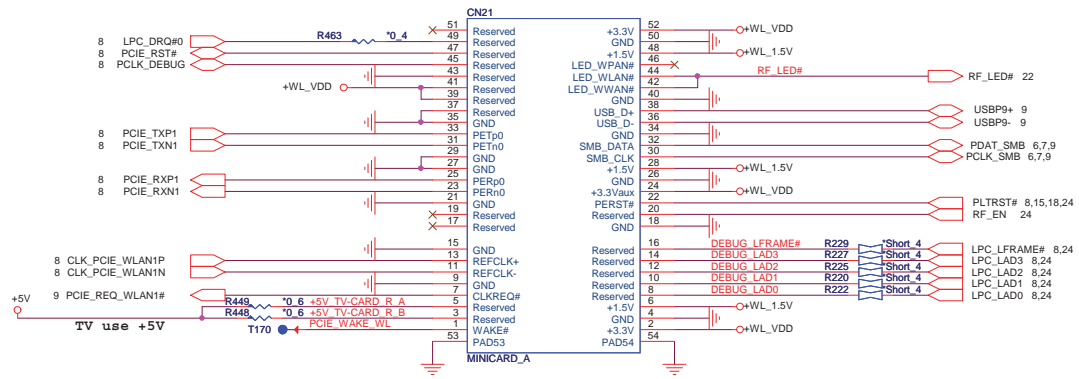 CN21
51 Reserved +3.3V 52 +WL_VDD
8 LPC_DRQ#0 R463 *0_4 49 Reserved GND 50
8 PCIE_RST# 47 Reserved +1.5V 48 +WL_1.5V
8 PCLK_DEBUG 45 Reserved LED_WPAN# 46
43 Reserved LED_WLAN# 44 RF_LED# RF_LED# 22
+WL_VDD 41 Reserved LED_WWAN# 42
39 Reserved GND 40
37 Reserved USB_D+ 38 USBP9+ 9
35 GND USB_D- 36 USBP9- 9
8 PCIE_TXP1 33 PETp0 GND 34
8 PCIE_TXN1 31 PETn0 SMB_DATA 32 PDAT_SMB 6,7,9
29 GND SMB_CLK 30 PCLK_SMB 6,7,9
27 GND +1.5V 28 +WL_1.5V
8 PCIE_RXP1 25 PERp0 GND 26
8 PCIE_RXN1 23 PERn0 +3.3Vaux 24 +WL_VDD
21 GND PERST# 22 PLTRST# 8,15,18,24
19 Reserved Reserved 20 RF_EN 24
17 Reserved GND 18
15 GND Reserved 16 DEBUG_LFRAME# R229 *Short_4 LPC_LFRAME# 8,24
8 CLK_PCIE_WLAN1P 13 REFCLK+ Reserved 14 DEBUG_LAD3 R227 *Short_4 LPC_LAD3 8,24
8 CLK_PCIE_WLAN1N 11 REFCLK- Reserved 12 DEBUG_LAD2 R225 *Short_4 LPC_LAD2 8,24
9 GND Reserved 10 DEBUG_LAD1 R220 *Short_4 LPC_LAD1 8,24
9 PCIE_REQ_WLAN1# 7 CLKREQ# Reserved 8 DEBUG_LAD0 R222 *Short_4 LPC_LAD0 8,24
+5V R449 *0_6 +5V_TV-CARD_R_A 5 Reserved +1.5V 6 +WL_1.5V
R448 *0_6 +5V_TV-CARD_R_B 3 Reserved GND 4
TV use +5V T170 PCIE_WAKE_WL 1 WAKE# +3.3V 2 +WL_VDD
53 PAD53 PAD54 54
MINICARD_A